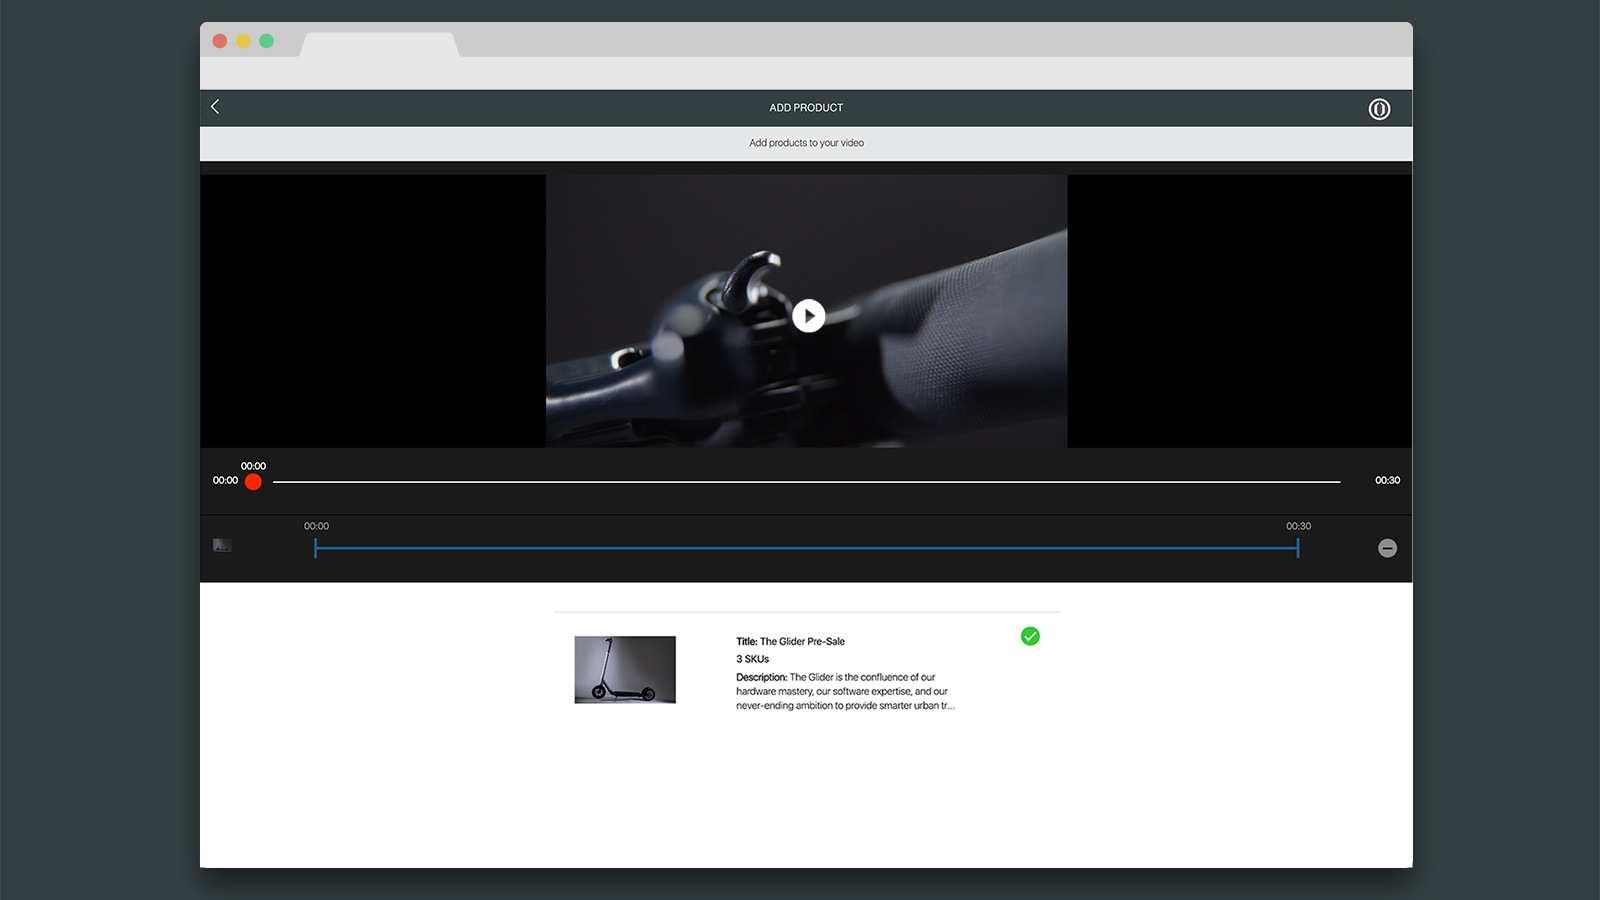 ADD PRODUCT
Add products to your video
00:00
00:00
00:30
00:00
00:30
Title: The Glider Pre-Sale
3 SKUs
Description: The Glider is the confluence of our
hardware mastery, our software expertise, and our
never-ending ambition to provide smarter urban tr...